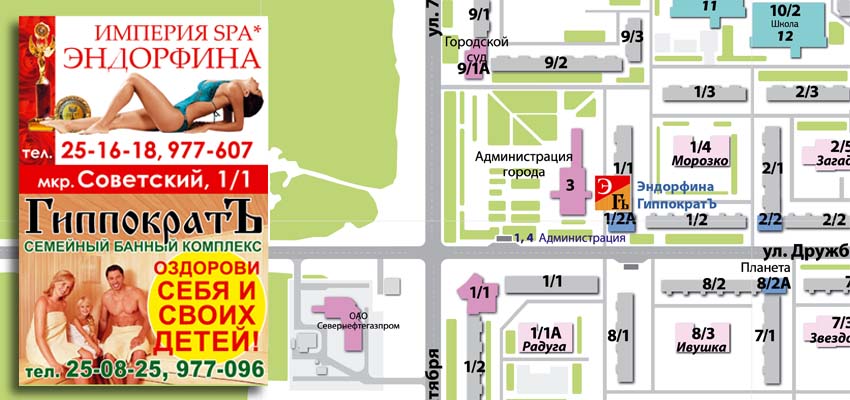 ИМПЕРИЯ SPA*
ЭНДОРФИНА
тел. 25-16-18, 977-607
мкр. Советский, 1/1
ГиппократЪ
СЕМЕЙНЫЙ БАННЫЙ КОМПЛЕКС
ОЗДОРОВИ
СЕБЯ И
СВОИХ
ДЕТЕЙ!
тел. 25-08-25, 977-096
ул. 7
9/1
Городской
суд
9/1А
9/2
9/3
11
10/2
Школа
12
1/3
2/3
Администрация
города
3
1/1
Э
Гъ
Эндорфина
ГиппократЪ
1/2А
1/4
Морозко
1/2
2/1
2/2
2/5
Загад
2/2
1, 4 Администрация
ул. Дружб
Планета
1/1
1/1
8/2
8/2А
7/
ОАО
Севернефтегазпром
1/1А
Радуга
8/1
8/3
Ивушка
7/1
7/3
Звездо
1/2
тября